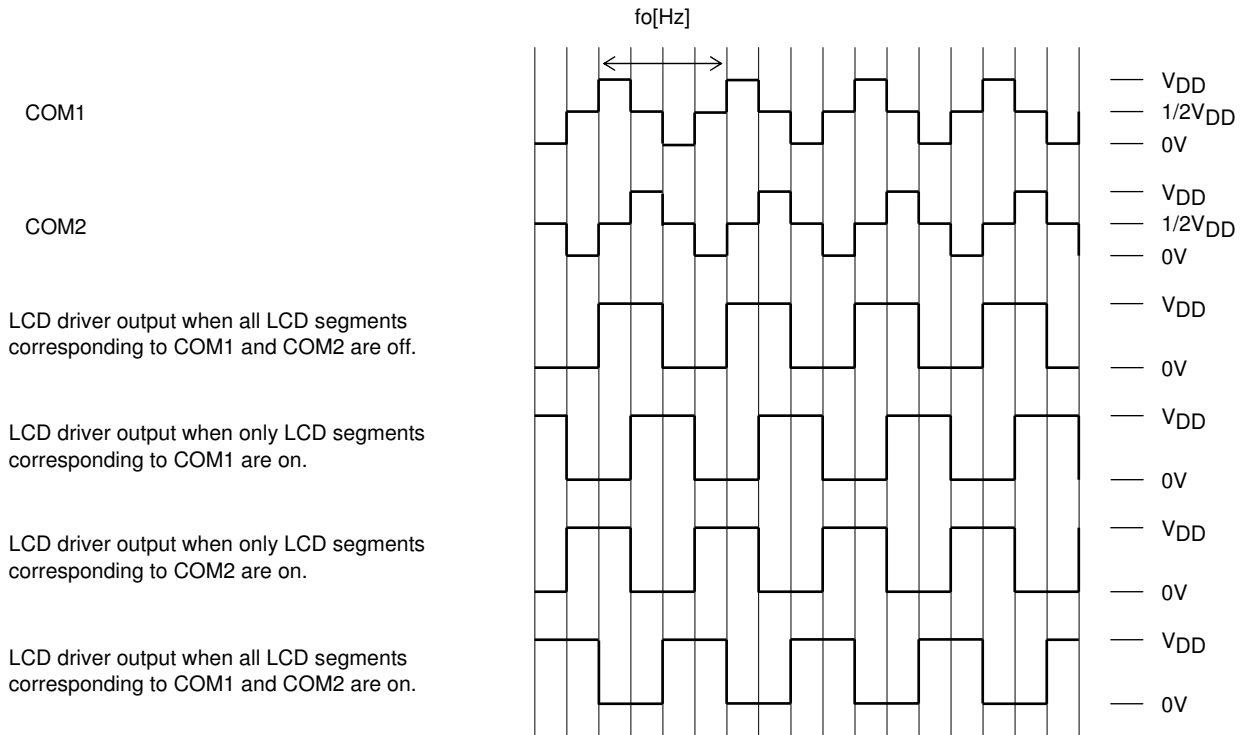 fo[Hz]
COM1
VDD
1/2VDD
0V
COM2
VDD
1/2VDD
0V
LCD driver output when all LCD segments
corresponding to COM1 and COM2 are off.
VDD
0V
LCD driver output when only LCD segments
corresponding to COM1 are on.
VDD
0V
LCD driver output when only LCD segments
corresponding to COM2 are on.
VDD
0V
LCD driver output when all LCD segments
corresponding to COM1 and COM2 are on.
VDD
0V